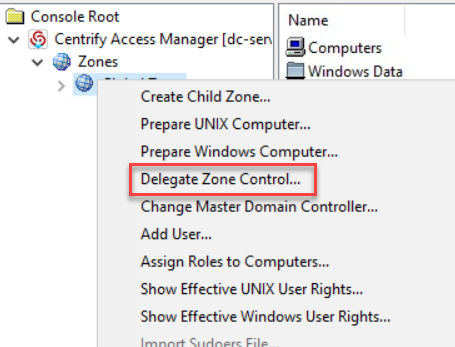 Console Root
Name
Centrify Access Manager [dc-serv
Computers
Zones
Windows Data
Create Child Zone...
Prepare UNIX Computer...
Prepare Windows Computer...
Delegate Zone Control...
Change Master Domain Controller...
Add User...
Assign Roles to Computers...
Show Effective UNIX User Rights...
Show Effective Windows User Rights...
Import Sudoers File...